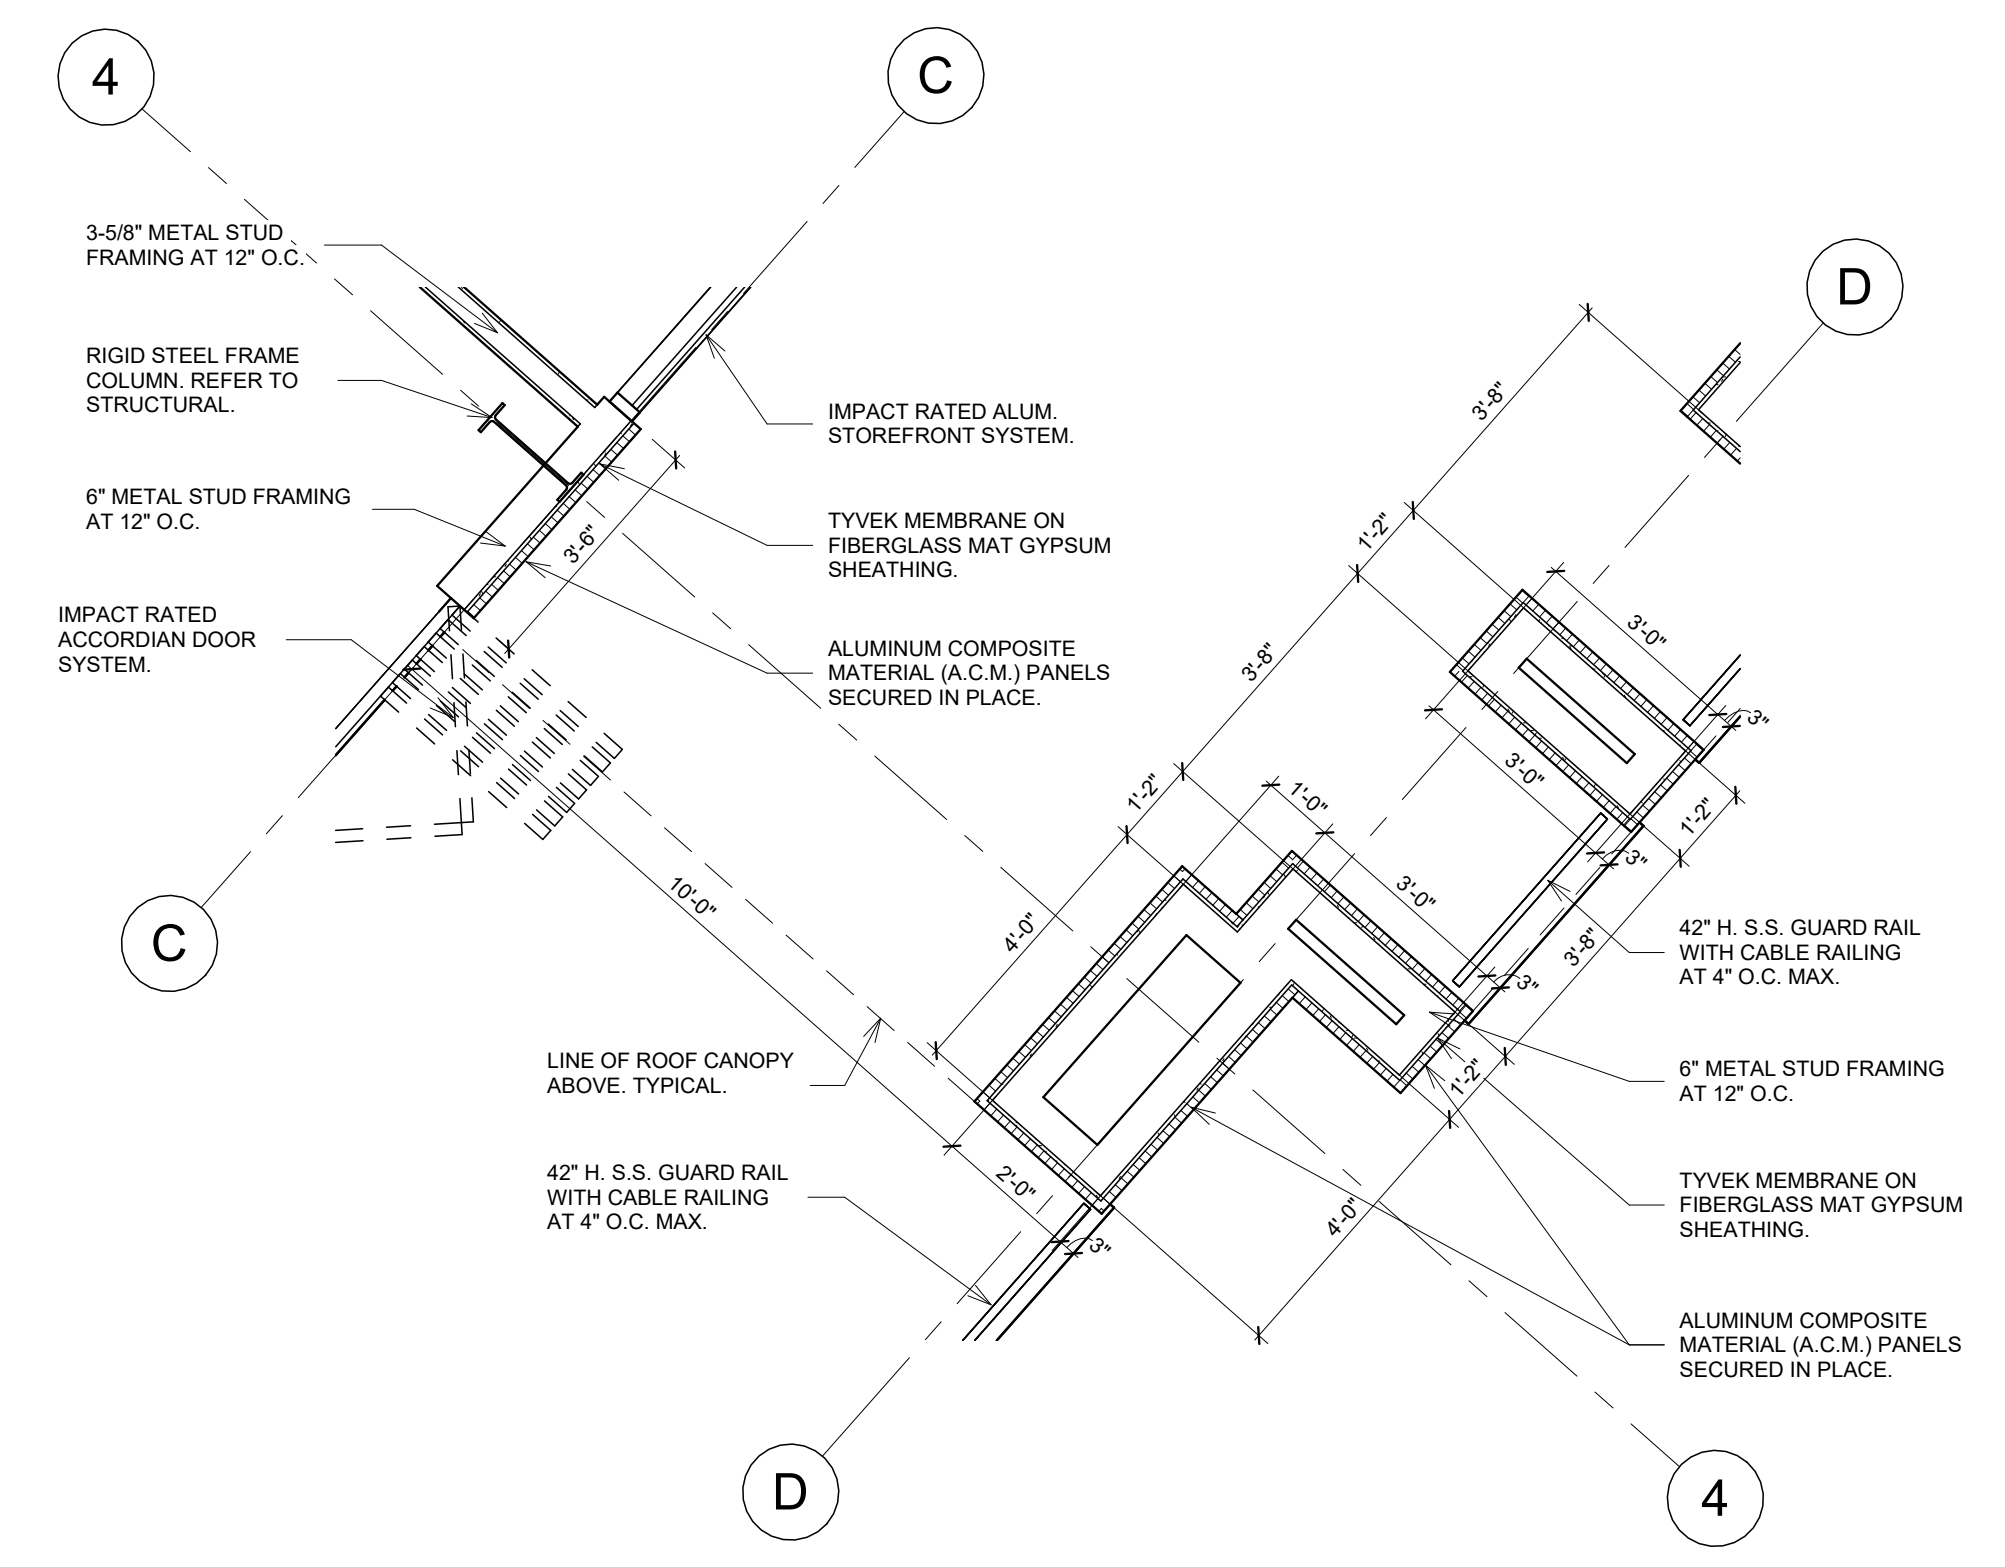 4
C
D
3-5/8" METAL STUD
FRAMING AT 12" O.C.
RIGID STEEL FRAME
COLUMN. REFER TO
STRUCTURAL.
6" METAL STUD FRAMING
AT 12" O.C.
IMPACT RATED
ACCORDIAN DOOR
SYSTEM.
IMPACT RATED ALUM.
STOREFRONT SYSTEM.
TYVEK MEMBRANE ON
FIBERGLASS MAT GYPSUM
SHEATHING.
ALUMINUM COMPOSITE
MATERIAL (A.C.M.) PANELS
SECURED IN PLACE.
3'-6"
3'-8"
1'-2"
3'-8"
1'-2"
4'-0"
1'-0"
3'-0"
3'-0"
3'-0"
3"
3"
3"
1'-2"
3'-8"
1'-2"
4'-0"
10'-0"
2'-0"
3"
C
LINE OF ROOF CANOPY
ABOVE. TYPICAL.
42" H. S.S. GUARD RAIL
WITH CABLE RAILING
AT 4" O.C. MAX.
42" H. S.S. GUARD RAIL
WITH CABLE RAILING
AT 4" O.C. MAX.
6" METAL STUD FRAMING
AT 12" O.C.
TYVEK MEMBRANE ON
FIBERGLASS MAT GYPSUM
SHEATHING.
ALUMINUM COMPOSITE
MATERIAL (A.C.M.) PANELS
SECURED IN PLACE.
D
4